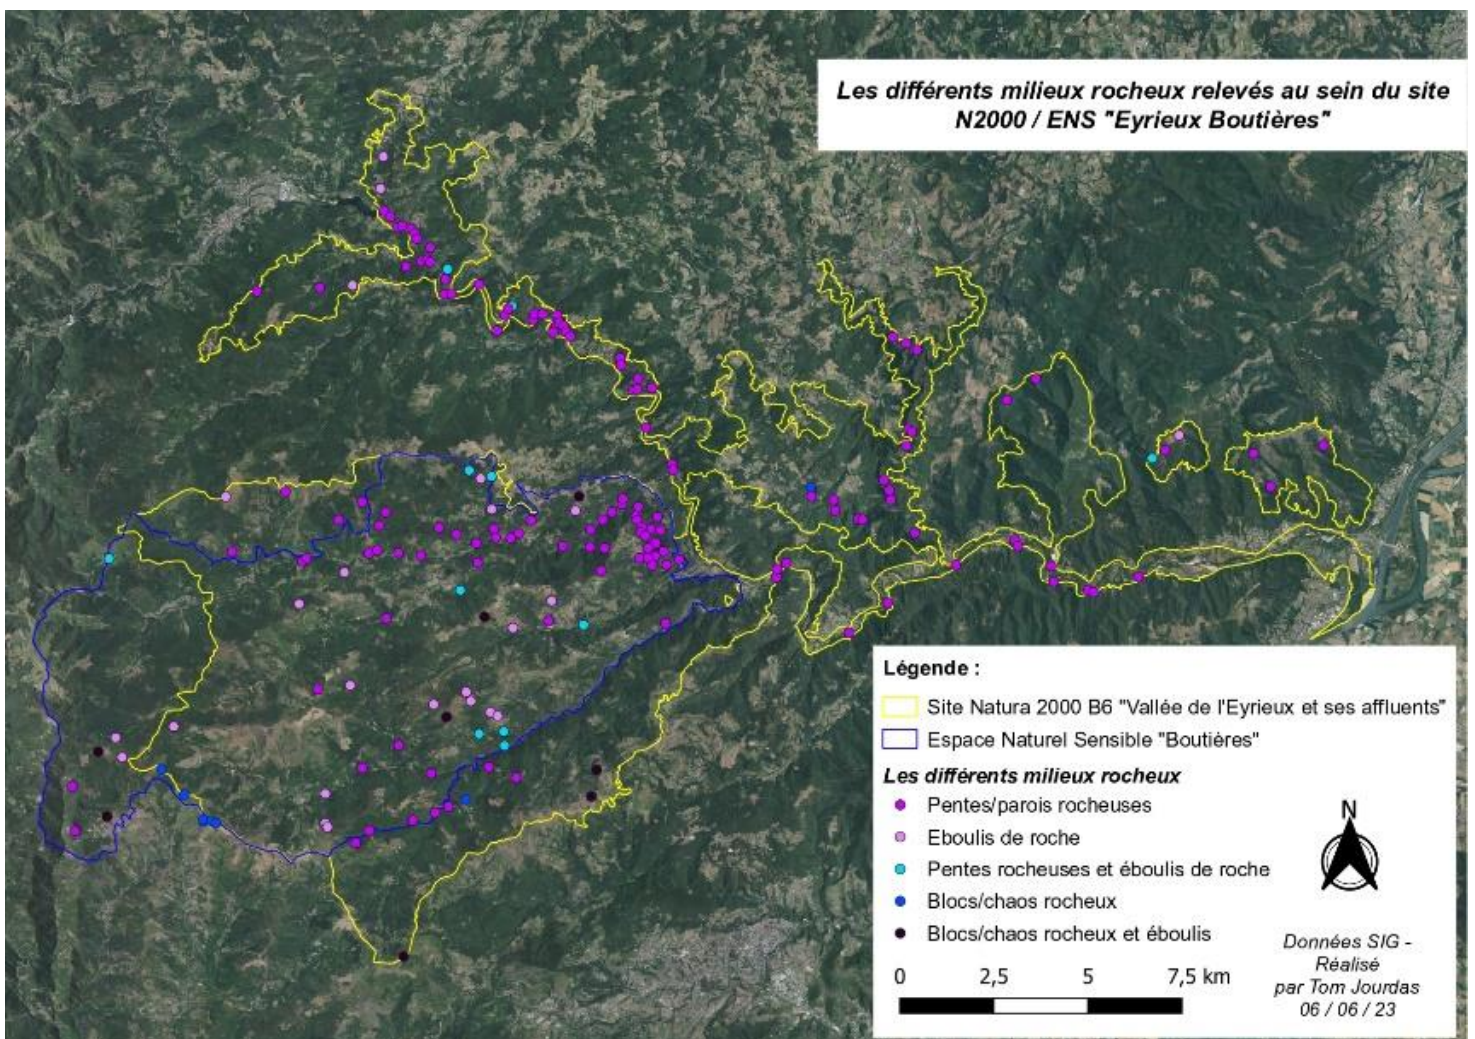 Les différents milieux rocheux relevés au sein du site
N2000 / ENS "Eyrieux Boutières"
Légende :
Site Natura 2000 B6 "Vallée de l'Eyrieux et ses affluents"
Espace Naturel Sensible "Boutières"
Les différents milieux rocheux
Pentes/parois rocheuses
Eboulis de roche
Pentes rocheuses et éboulis de roche
Blocs/chaos rocheux
Blocs/chaos rocheux et éboulis
0 2,5 5 7,5 km
N
Données SIG -
Réalisé
par Tom Jourdas
06 / 06 / 23